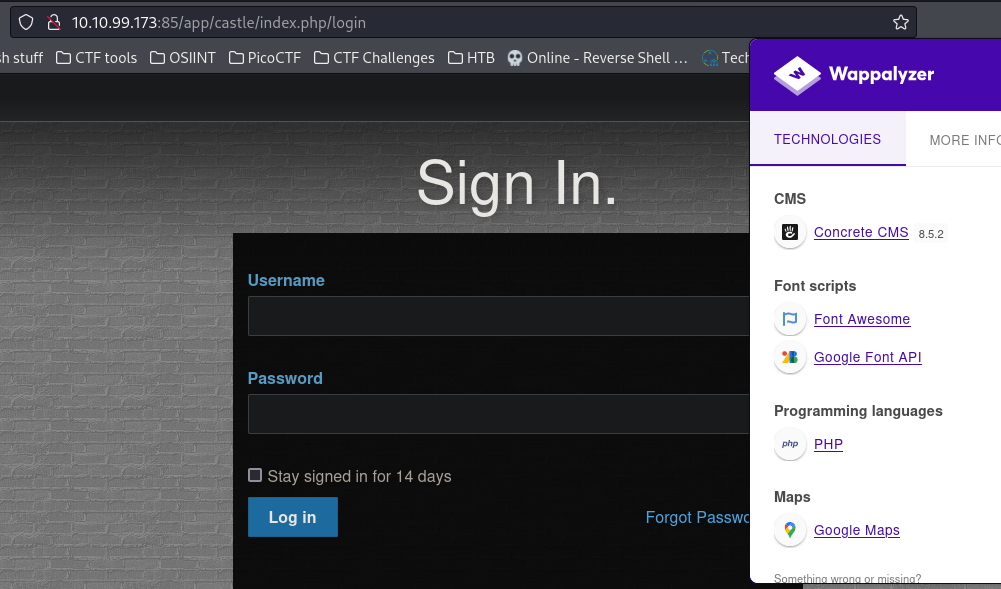 10.10.99.173:85/app/castle/index.php/login
sh stuff CTF tools OSIINT PicoCTF CTF Challenges HTB Online - Reverse Shell ... Tech
Wappalyzer
TECHNOLOGIES MORE INFO
Sign In.
Username
Password
Stay signed in for 14 days
Log in Forgot Passwo
CMS
Concrete CMS 8.5.2
Font scripts
Font Awesome
Google Font API
Programming languages
php PHP
Maps
Google Maps
Something wrong or missing?